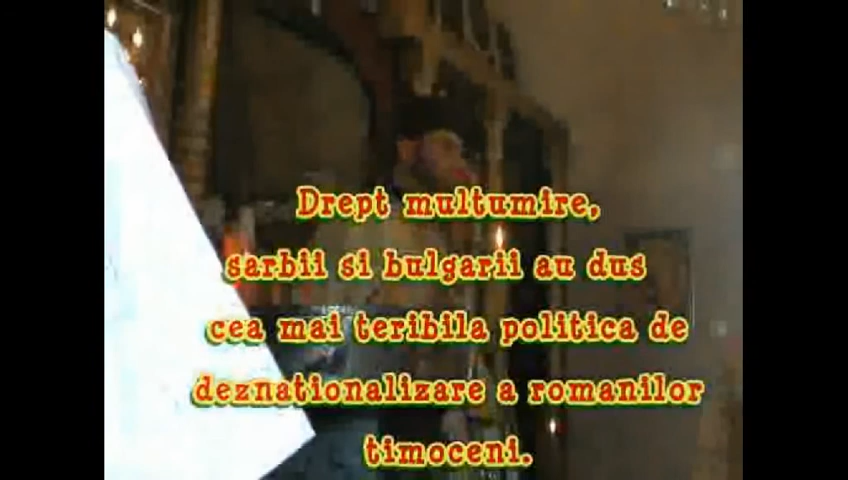 Drept multumire,
sarbii si bulgarii au dus
cea mai teribila politica de
deznationalizare a romanilor
timoceni.